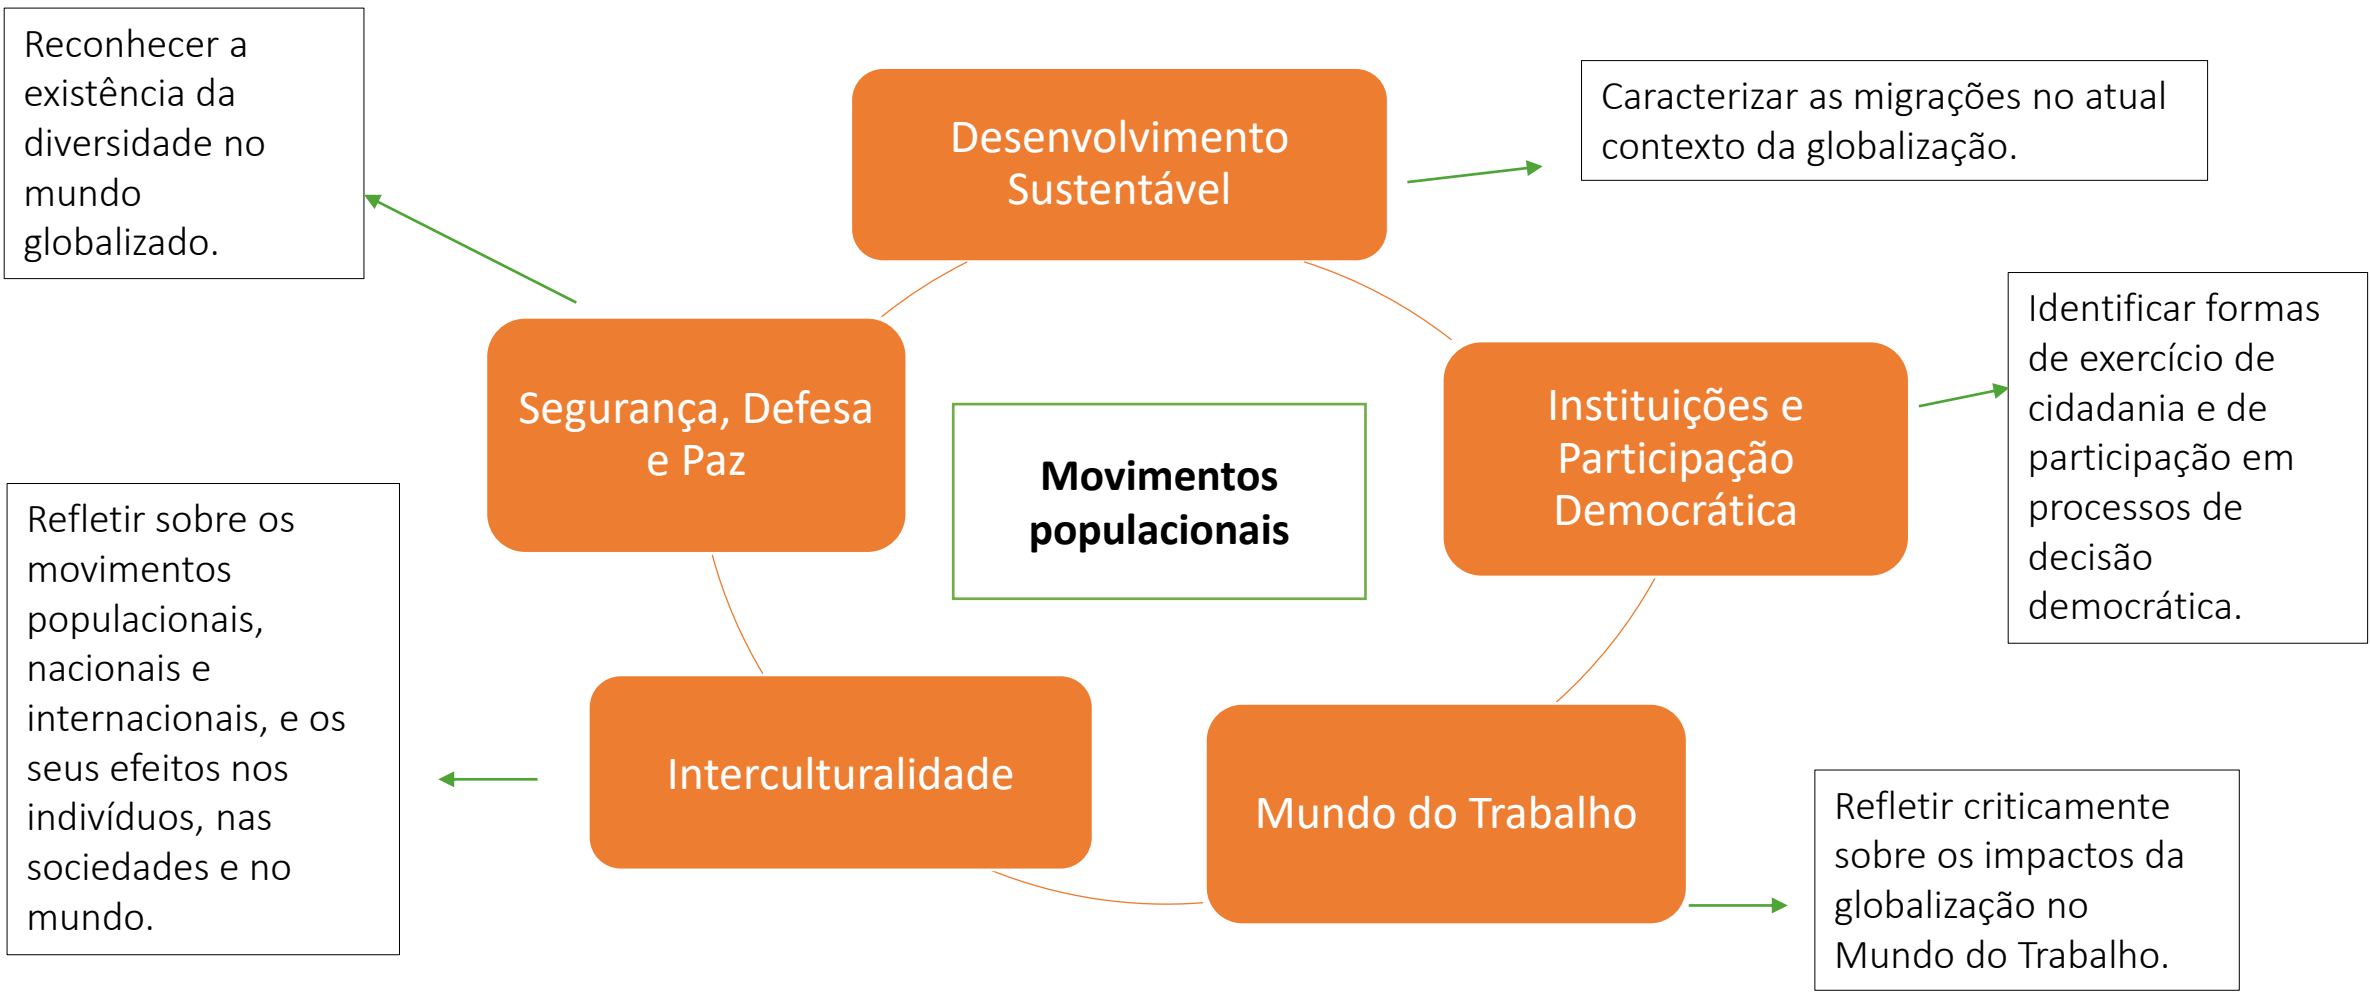 Reconhecer a
existência da
diversidade no
mundo
globalizado.
Desenvolvimento
Sustentável
Caracterizar as migrações no atual
contexto da globalização.
Segurança, Defesa
e Paz
Movimentos
populacionais
Instituições e
Participação
Democrática
Identificar formas
de exercício de
cidadania e de
participação em
processos de
decisão
democrática.
Refletir sobre os
movimentos
populacionais,
nacionais e
internacionais, e os
seus efeitos nos
indivíduos, nas
sociedades e no
mundo.
Interculturalidade
Mundo do Trabalho
Refletir criticamente
sobre os impactos da
globalização no
Mundo do Trabalho.